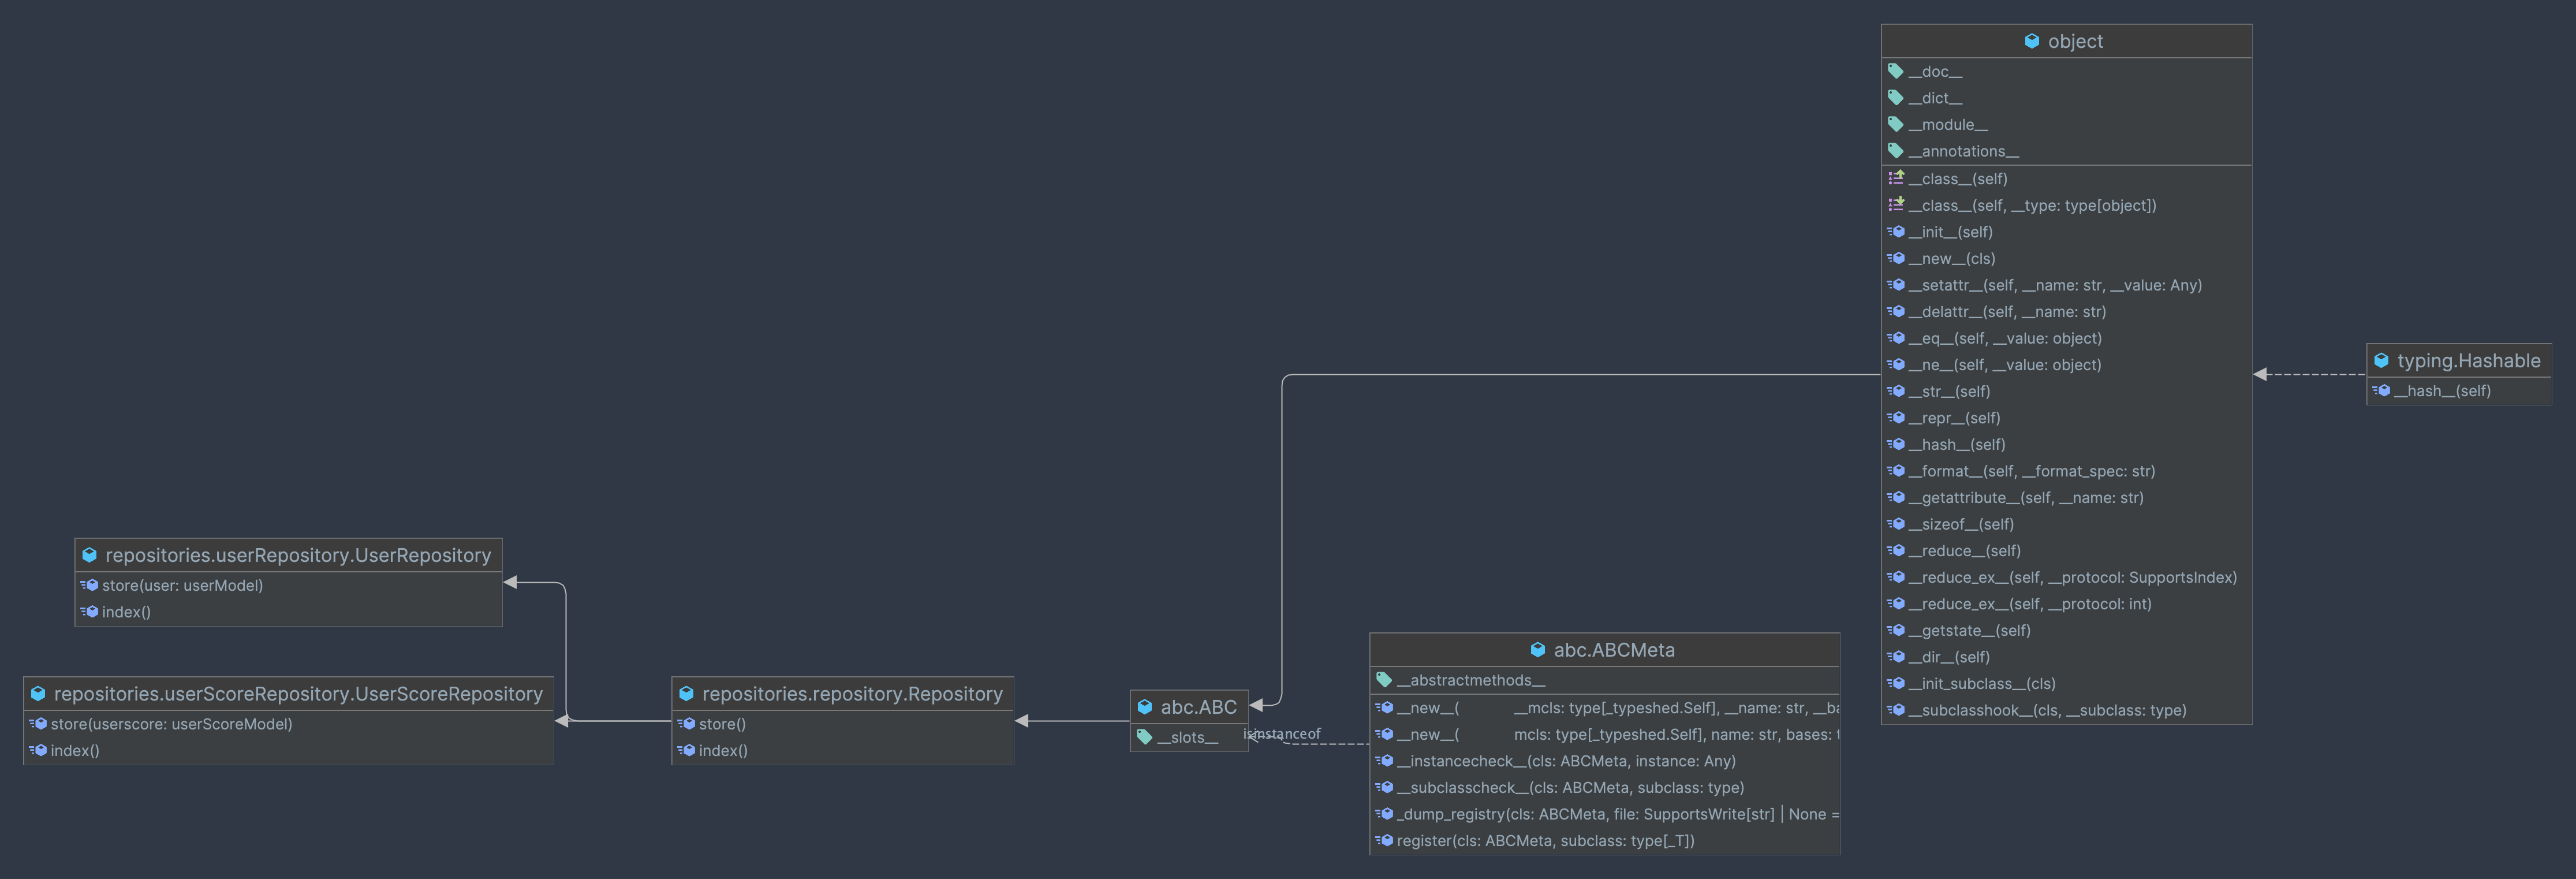 object
__doc__
__dict__
__module__
__annotations__
__class__(self)
__class__(self, __type: type[object])
__init__(self)
__new__(cls)
__setattr__(self, __name: str, __value: Any)
__delattr__(self, __name: str)
__eq__(self, __value: object)
__ne__(self, __value: object)
__str__(self)
__repr__(self)
__hash__(self)
__format__(self, __format_spec: str)
__getattribute__(self, __name: str)
__sizeof__(self)
__reduce__(self)
__reduce_ex__(self, __protocol: SupportsIndex)
__reduce_ex__(self, __protocol: int)
__getstate__(self)
__dir__(self)
__init_subclass__(cls)
__subclasshook__(cls, __subclass: type)
typing.Hashable
__hash__(self)
repositories.userRepository.UserRepository
store(user: userModel)
index()
repositories.userScoreRepository.UserScoreRepository
store(userscore: userScoreModel)
index()
repositories.repository.Repository
store()
index()
abc.ABC
__slots__
isinstanceof
abc.ABCMeta
__abstractmethods__
__new__( __mcls: type[_typeshed.Self], __name: str, __ba
__new__( mcls: type[_typeshed.Self], name: str, bases: t
__instancecheck__(cls: ABCMeta, instance: Any)
__subclasscheck__(cls: ABCMeta, subclass: type)
_dump_registry(cls: ABCMeta, file: SupportsWrite[str] | None =
register(cls: ABCMeta, subclass: type[_T])